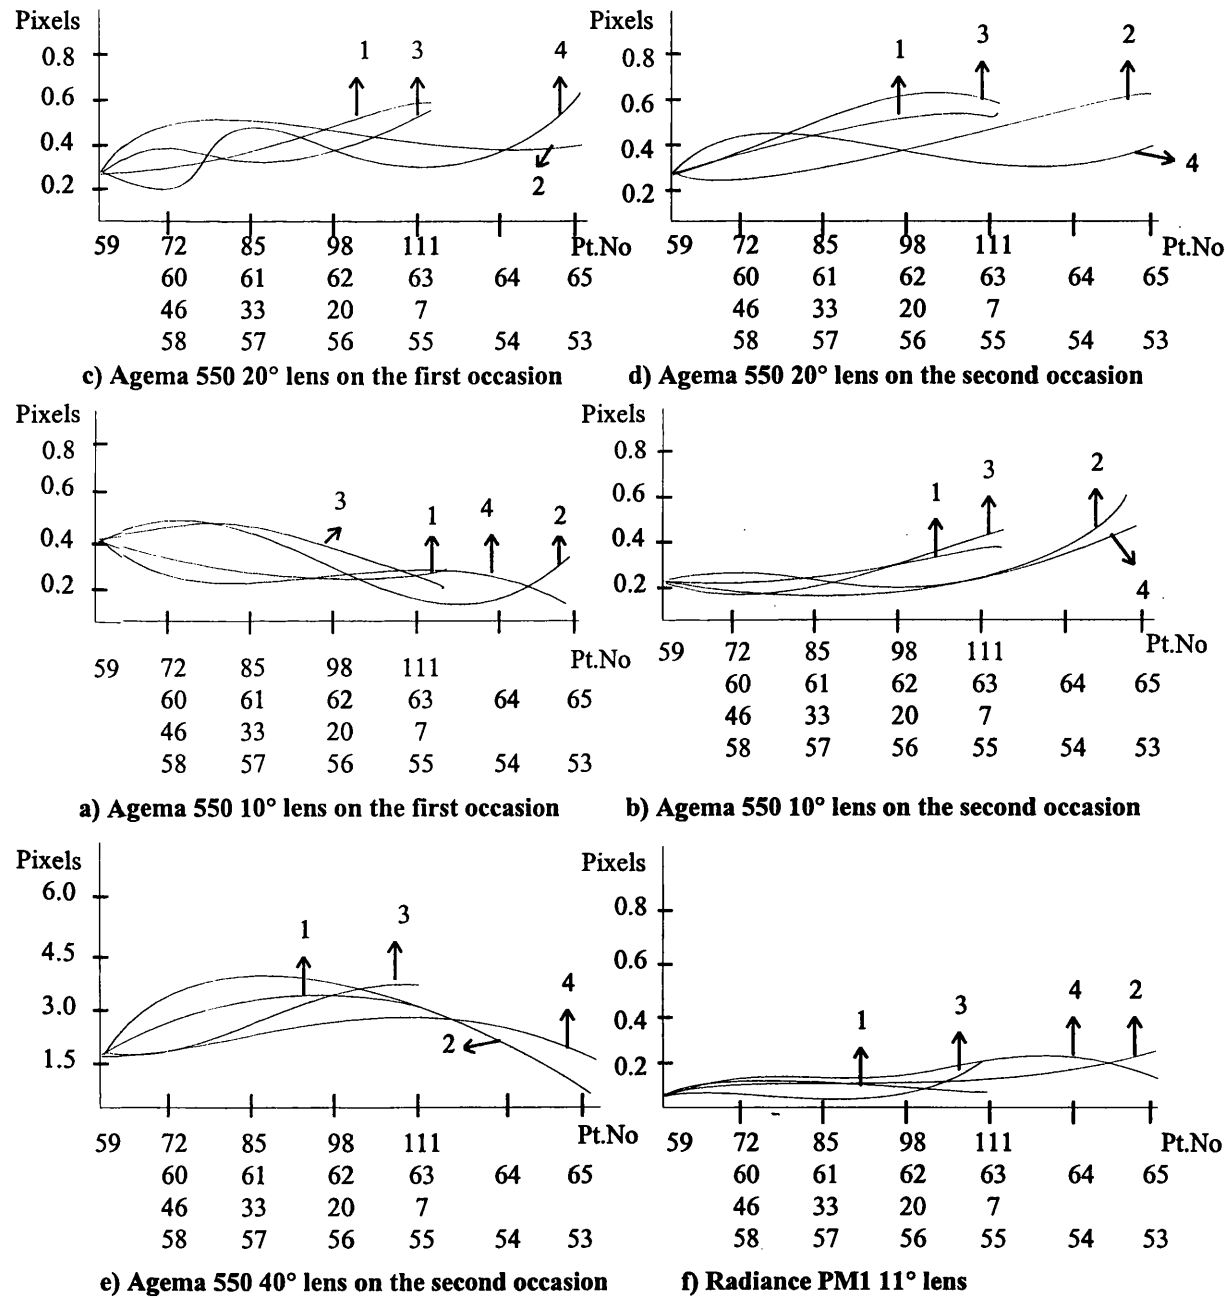 Pixels
0.8
0.6
0.4
0.2
1 3 4
2
59 72 85 98 111 Pt.No
60 61 62 63 64 65
46 33 20 7
58 57 56 55 54 53
c) Agema 550 20° lens on the first occasion
Pixels
0.8
0.6
0.4
0.2
1 3 2
4
59 72 85 98 111 Pt.No
60 61 62 63 64 65
46 33 20 7
58 57 56 55 54 53
d) Agema 550 20° lens on the second occasion
Pixels
0.8
0.6
0.4
0.2
3 1 4 2
59 72 85 98 111 Pt.No
60 61 62 63 64 65
46 33 20 7
58 57 56 55 54 53
a) Agema 550 10° lens on the first occasion
Pixels
0.8
0.6
0.4
0.2
1 3 2
4
59 72 85 98 111 Pt.No
60 61 62 63 64 65
46 33 20 7
58 57 56 55 54 53
b) Agema 550 10° lens on the second occasion
Pixels
6.0
4.5
3.0
1.5
1 3 4
2
59 72 85 98 111 Pt.No
60 61 62 63 64 65
46 33 20 7
58 57 56 55 54 53
e) Agema 550 40° lens on the second occasion
Pixels
0.8
0.6
0.4
0.2
1 3 4 2
59 72 85 98 111 Pt.No
60 61 62 63 64 65
46 33 20 7
58 57 56 55 54 53
f) Radiance PM1 11° lens